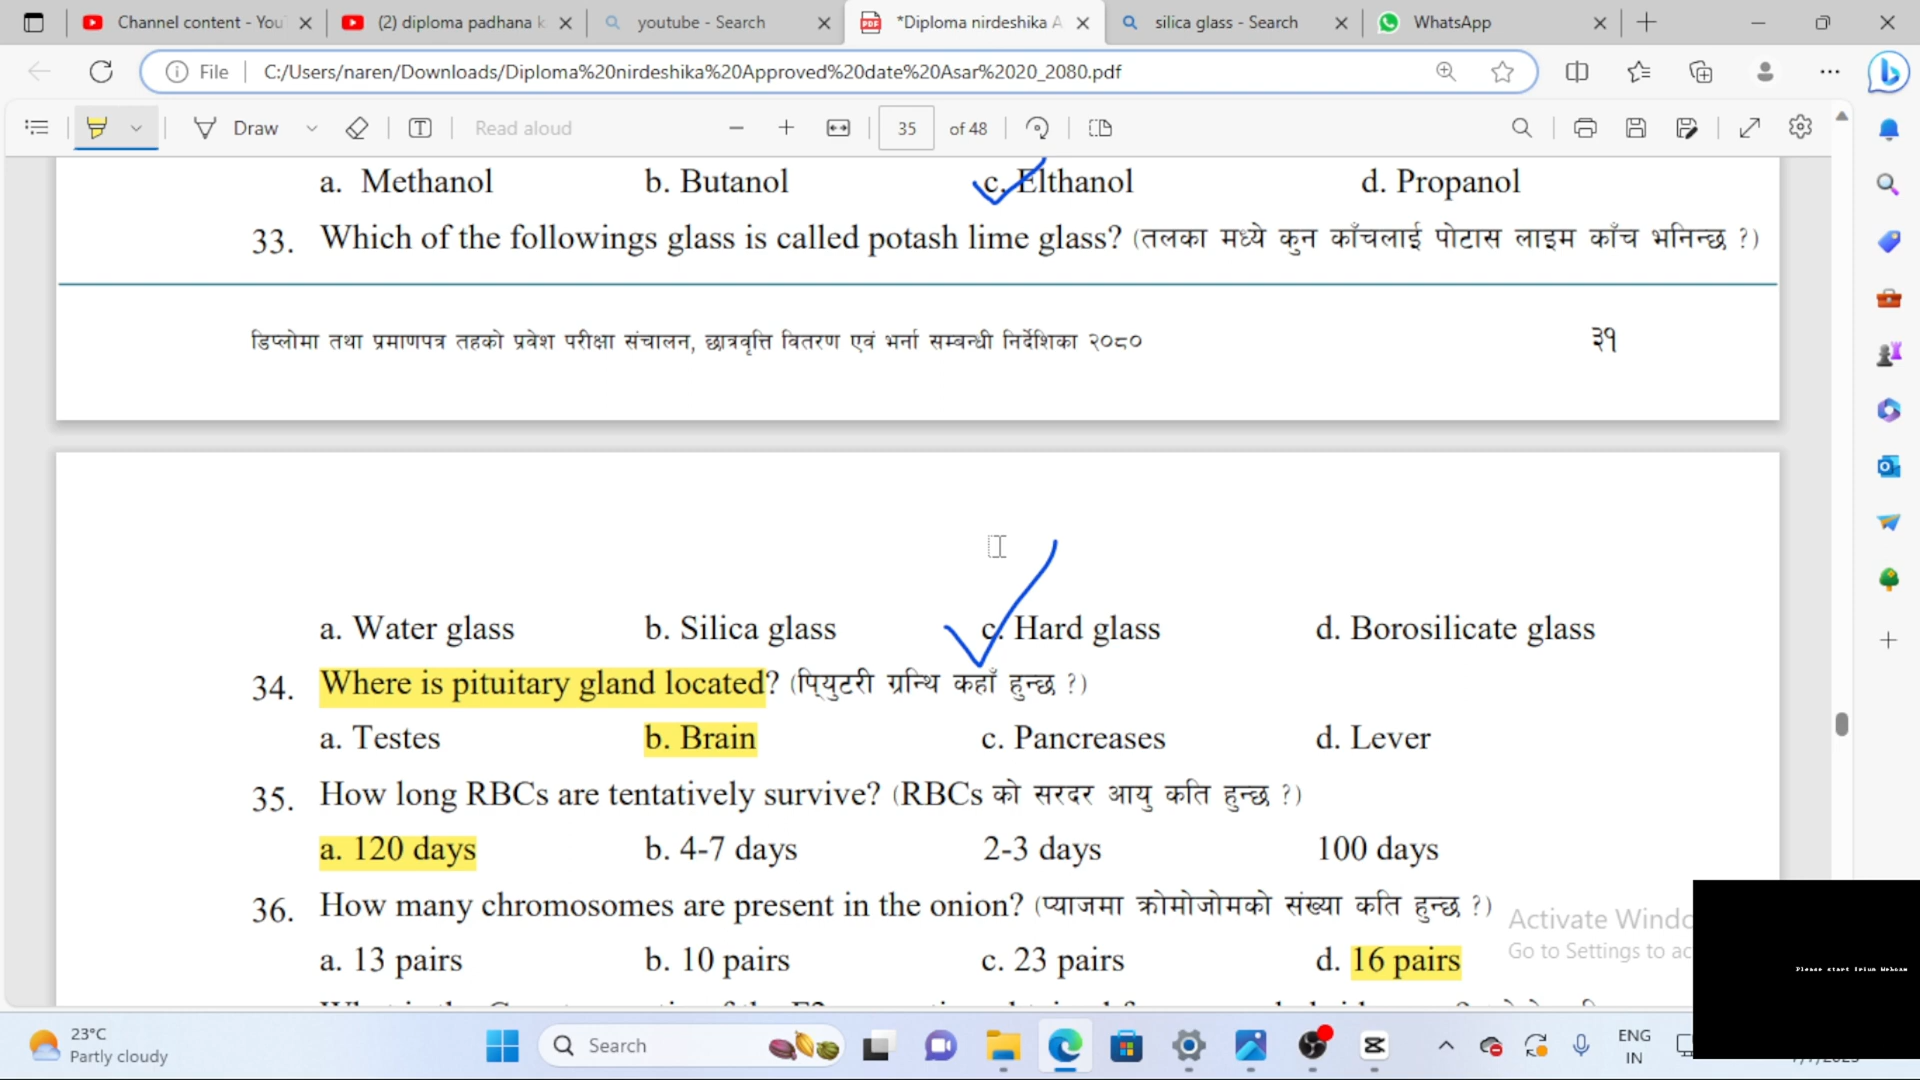 Channel content - You
(2) diploma padhana k
youtube - Search
*Diploma nirdeshika A
silica glass - Search
WhatsApp
File
C:/Users/naren/Downloads/Diploma%20nirdeshika%20Approved%20date%20Asar%2020_2080.pdf
Draw
Read aloud
35
of 48
a. Methanol b. Butanol c. Elthanol d. Propanol
33. Which of the followings glass is called potash lime glass? (तलका मध्ये कुन काँचलाई पोटास लाइम काँच भनिन्छ ?)
डिप्लोमा तथा प्रमाणपत्र तहको प्रवेश परीक्षा संचालन, छात्रवृत्ति वितरण एवं भर्ना सम्बन्धी निर्देशिका २०८० ३१
a. Water glass b. Silica glass c. Hard glass d. Borosilicate glass
34. Where is pituitary gland located? (पि्युटरी ग्रन्थि कहाँ हुन्छ ?)
a. Testes b. Brain c. Pancreases d. Lever
35. How long RBCs are tentatively survive? (RBCs को सरदर आयु कति हुन्छ ?)
a. 120 days b. 4-7 days 2-3 days 100 days
36. How many chromosomes are present in the onion? (प्याजमा क्रोमोजोमको संख्या कति हुन्छ ?)
a. 13 pairs b. 10 pairs c. 23 pairs d. 16 pairs
Activate Windo
Go to Settings to ac
Please start Iriun Webcam
23°C
Partly cloudy
Search
ENG
IN